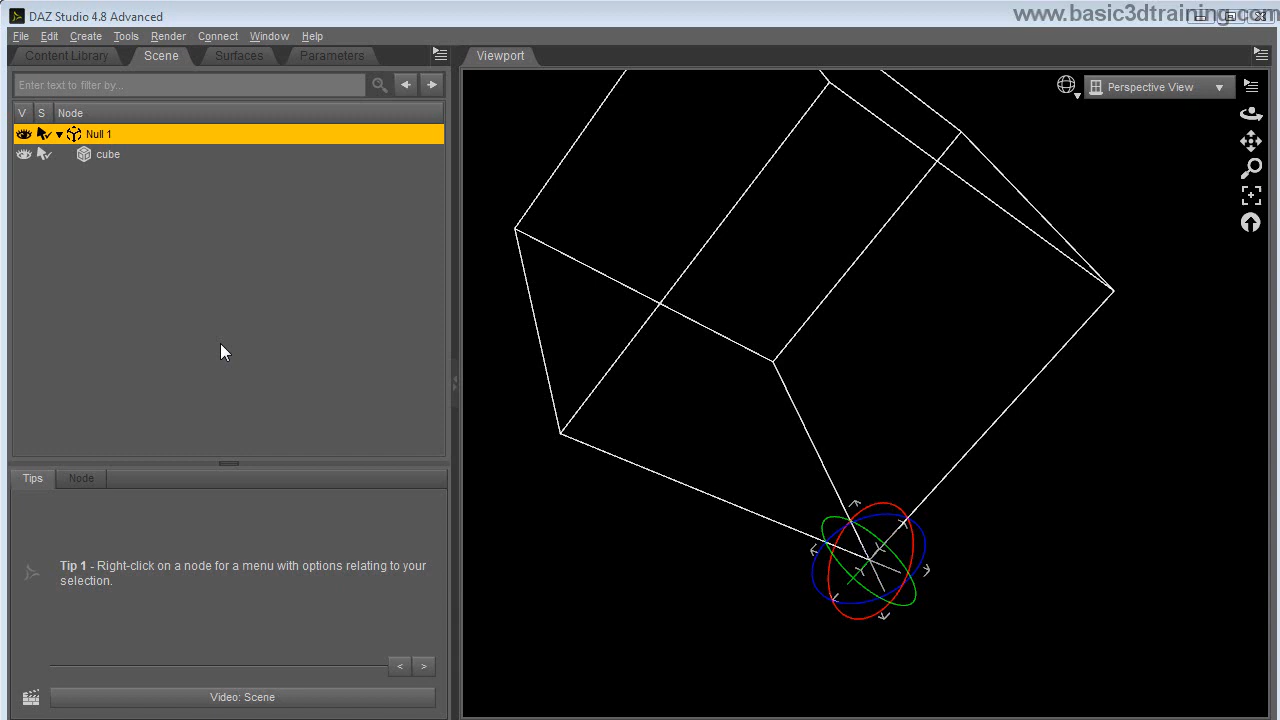 DAZ Studio 4.8 Advanced
www.basic3dtraining.com
File Edit Create Tools Render Connect Window Help
Content Library Scene Surfaces Parameters
Viewport
Enter text to filter by...
Perspective View
V S Node
Null 1
cube
Tips Node
Tip 1 - Right-click on a node for a menu with options relating to your
selection.
< >
Video: Scene